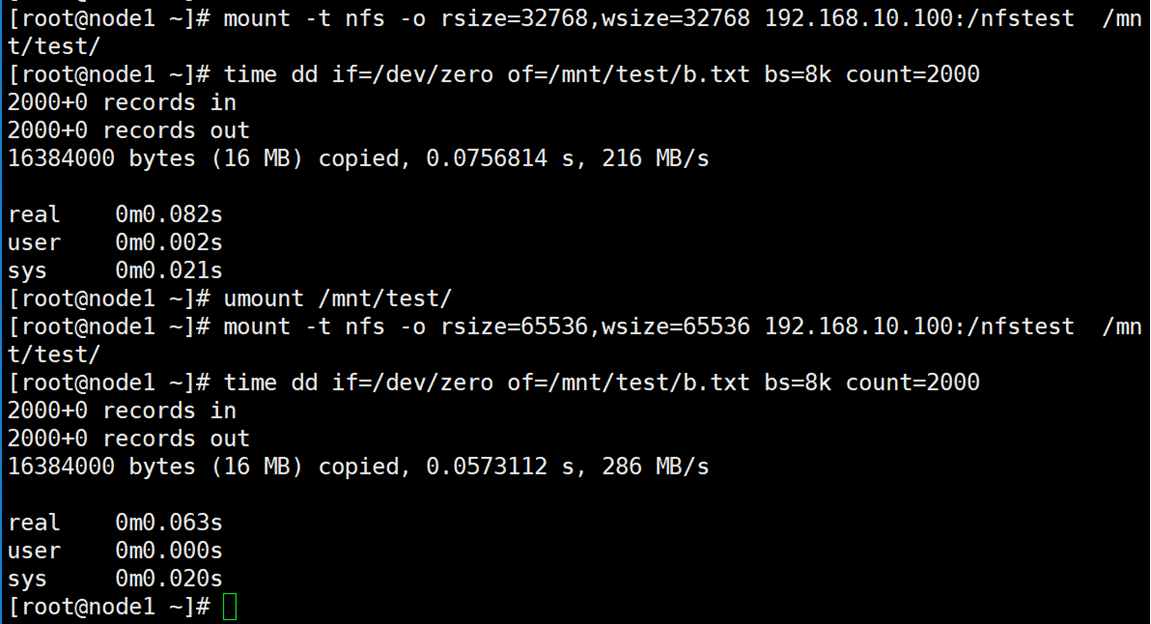 [root@node1 ~]# mount -t nfs -o rsize=32768,wsize=32768 192.168.10.100:/nfstest  /mn
t/test/
[root@node1 ~]# time dd if=/dev/zero of=/mnt/test/b.txt bs=8k count=2000
2000+0 records in
2000+0 records out
16384000 bytes (16 MB) copied, 0.0756814 s, 216 MB/s

real    0m0.082s
user    0m0.002s
sys     0m0.021s
[root@node1 ~]# umount /mnt/test/
[root@node1 ~]# mount -t nfs -o rsize=65536,wsize=65536 192.168.10.100:/nfstest  /mn
t/test/
[root@node1 ~]# time dd if=/dev/zero of=/mnt/test/b.txt bs=8k count=2000
2000+0 records in
2000+0 records out
16384000 bytes (16 MB) copied, 0.0573112 s, 286 MB/s

real    0m0.063s
user    0m0.000s
sys     0m0.020s
[root@node1 ~]#